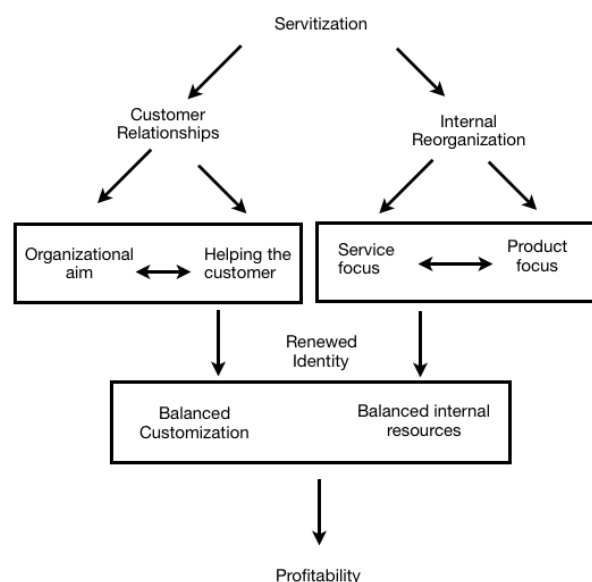 Servitization
Customer
Relationships
Internal
Reorganization
Organizational
aim
Helping the
customer
Service
focus
Product
focus
Renewed
Identity
Balanced
Customization
Balanced internal
resources
Profitability